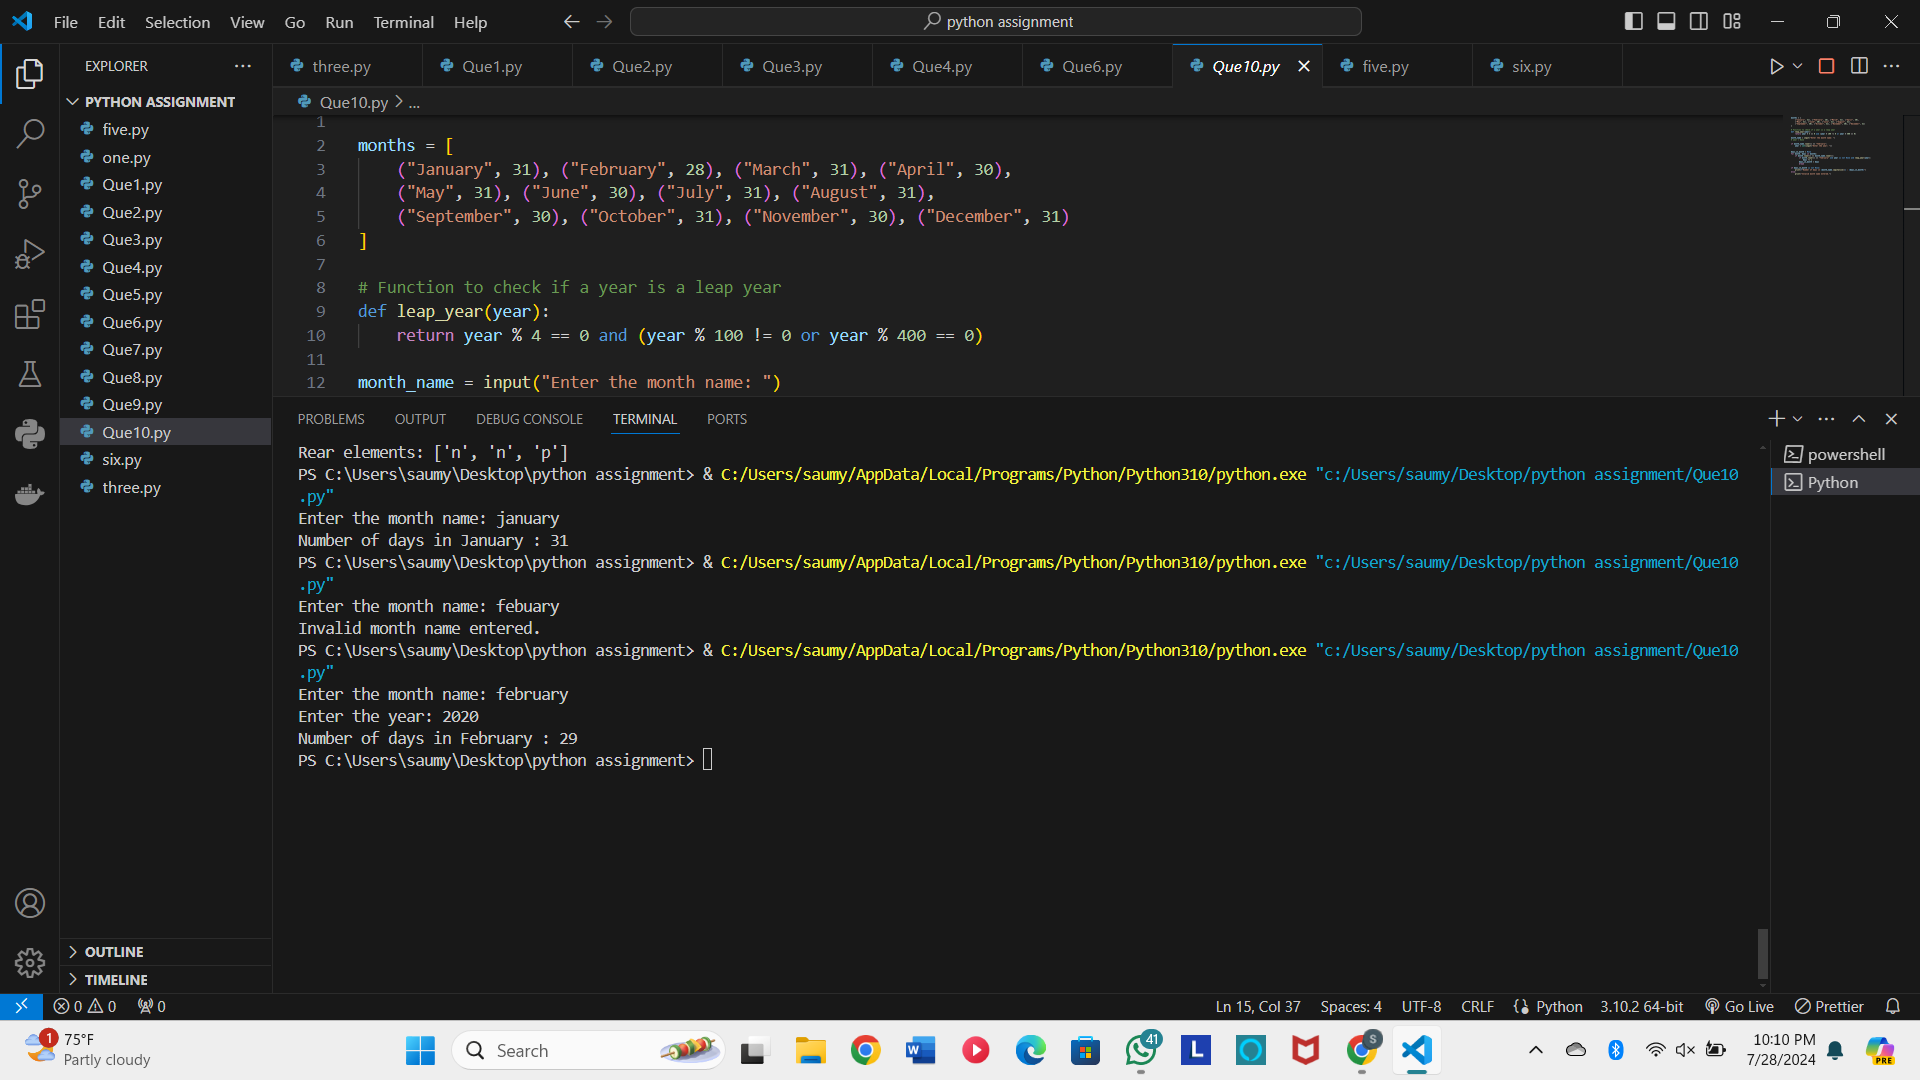 File Edit Selection View Go Run Terminal Help
python assignment
EXPLORER
three.py Que1.py Que2.py Que3.py Que4.py Que6.py Que10.py five.py six.py
PYTHON ASSIGNMENT
five.py
one.py
Que1.py
Que2.py
Que3.py
Que4.py
Que5.py
Que6.py
Que7.py
Que8.py
Que9.py
Que10.py
six.py
three.py
OUTLINE
TIMELINE
Que10.py > ...
1
2 months = [
3 ("January", 31), ("February", 28), ("March", 31), ("April", 30),
4 ("May", 31), ("June", 30), ("July", 31), ("August", 31),
5 ("September", 30), ("October", 31), ("November", 30), ("December", 31)
6 ]
7
8 # Function to check if a year is a leap year
9 def leap_year(year):
10 return year % 4 == 0 and (year % 100 != 0 or year % 400 == 0)
11
12 month_name = input("Enter the month name: ")
PROBLEMS OUTPUT DEBUG CONSOLE TERMINAL PORTS
Rear elements: ['n', 'n', 'p']
PS C:\Users\saumy\Desktop\python assignment> & C:/Users/saumy/AppData/Local/Programs/Python/Python310/python.exe "c:/Users/saumy/Desktop/python assignment/Que10
.py"
Enter the month name: january
Number of days in January : 31
PS C:\Users\saumy\Desktop\python assignment> & C:/Users/saumy/AppData/Local/Programs/Python/Python310/python.exe "c:/Users/saumy/Desktop/python assignment/Que10
.py"
Enter the month name: febuary
Invalid month name entered.
PS C:\Users\saumy\Desktop\python assignment> & C:/Users/saumy/AppData/Local/Programs/Python/Python310/python.exe "c:/Users/saumy/Desktop/python assignment/Que10
.py"
Enter the month name: february
Enter the year: 2020
Number of days in February : 29
PS C:\Users\saumy\Desktop\python assignment>
powershell
Python
0 0 0
Ln 15, Col 37 Spaces: 4 UTF-8 CRLF Python 3.10.2 64-bit Go Live Prettier
1
75°F
Partly cloudy
Search
41
S
L
PRE
10:10 PM
7/28/2024